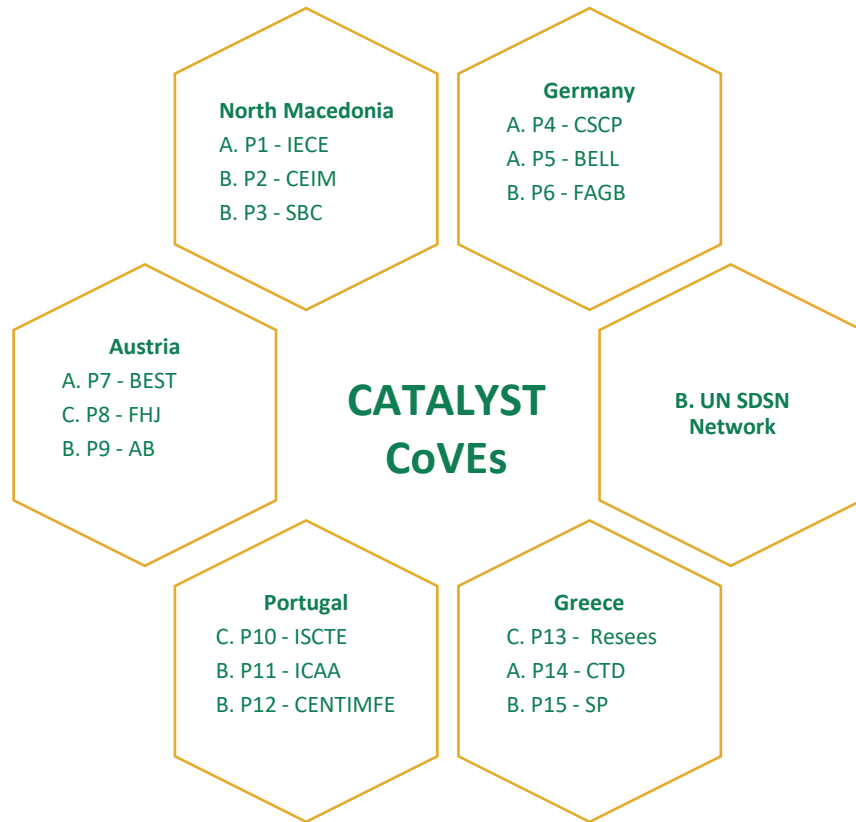 North Macedonia
A. P1 - IECE
B. P2 - CEIM
B. P3 - SBC
Germany
A. P4 - CSCP
A. P5 - BELL
B. P6 - FAGB
Austria
A. P7 - BEST
C. P8 - FHJ
B. P9 - AB
CATALYST
CoVEs
B. UN SDSN
Network
Portugal
C. P10 - ISCTE
B. P11 - ICAA
B. P12 - CENTIMFE
Greece
C. P13 - Resees
A. P14 - CTD
B. P15 - SP